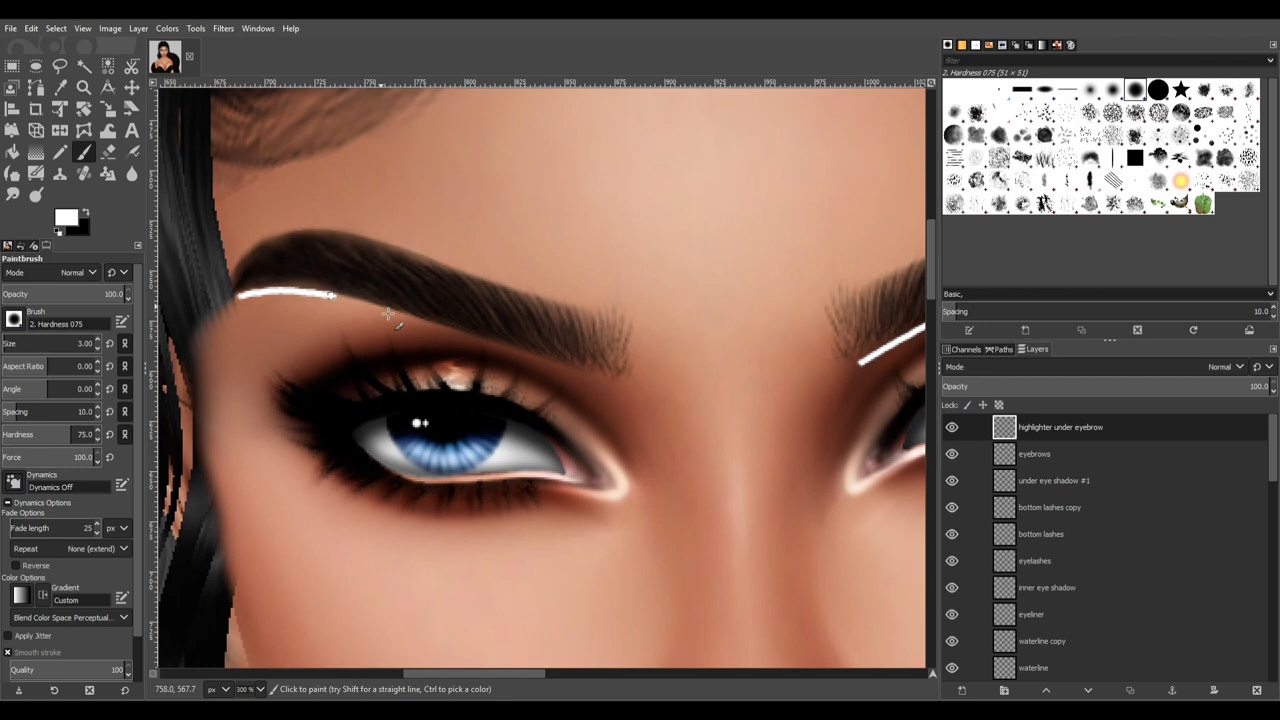 File Edit Select View Image Layer Colors Tools Filters Windows Help
filter
2. Hardness 075 (51 × 51)
Paintbrush
Mode Normal
Opacity 100.0
Brush
2. Hardness 075
Size 3.00
Aspect Ratio 0.00
Angle 0.00
Spacing 10.0
Hardness 75.0
Force 100.0
Dynamics
Dynamics Off
Dynamics Options
Fade Options
Fade length 25 px
Repeat None (extend)
Reverse
Color Options
Gradient
Custom
Blend Color Space Perceptual...
Apply Jitter
Smooth stroke
Quality 100
758.0, 567.7 px 300 % Click to paint (try Shift for a straight line, Ctrl to pick a color)
Basic,
Spacing 10.0
Channels Paths Layers
Mode Normal
Opacity 100.0
Lock:
highlighter under eyebrow
eyebrows
under eye shadow #1
bottom lashes copy
bottom lashes
eyelashes
inner eye shadow
eyeliner
waterline copy
waterline